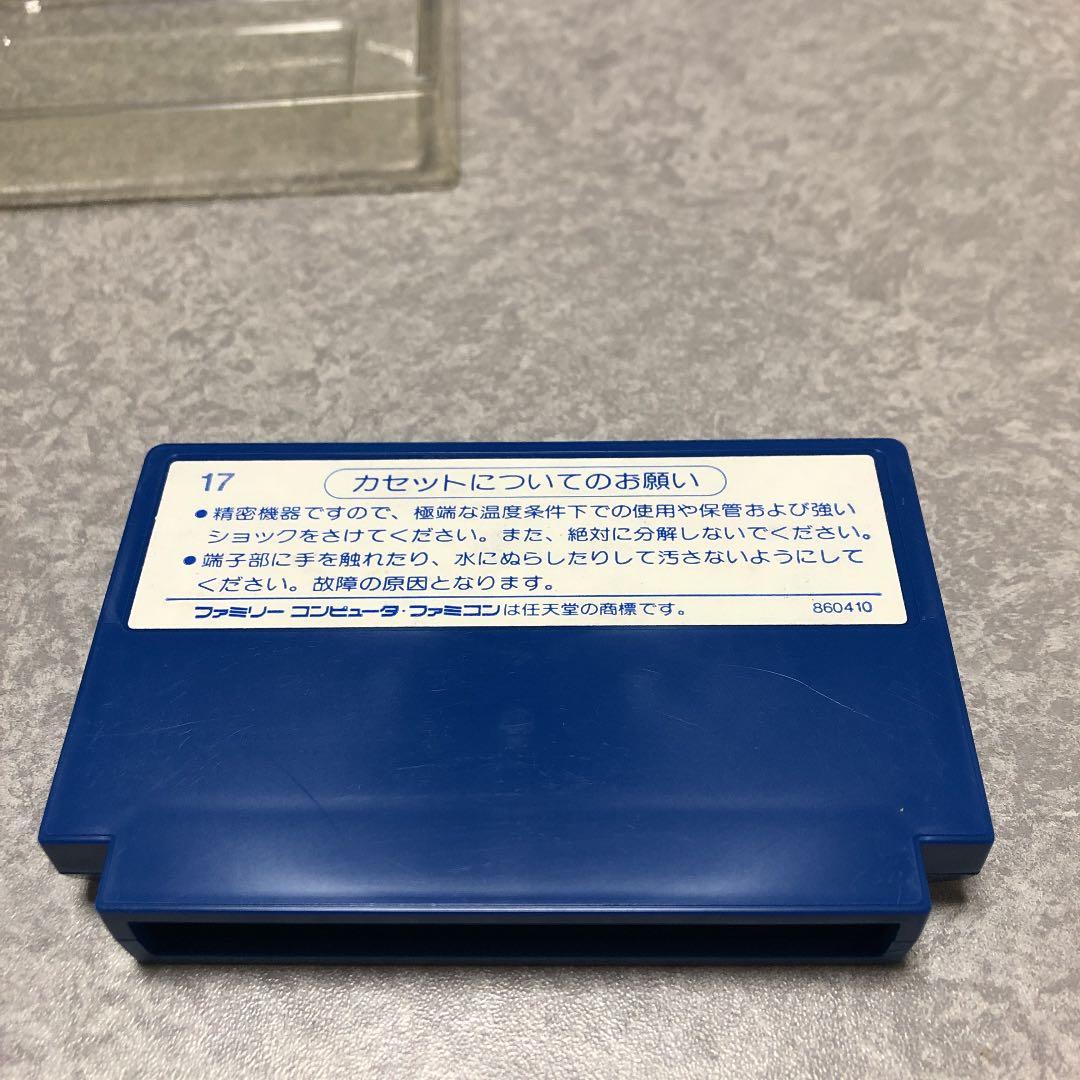 17
カセットについてのお願い
●精密機器ですので、極端な温度条件下での使用や保管および強い
ショックをさけてください。また、絶対に分解しないでください。
●端子部に手を触れたり、水にぬらしたりして汚さないようにして
ください。故障の原因となります。
ファミリー コンピュータ・ファミコンは任天堂の商標です。 860410